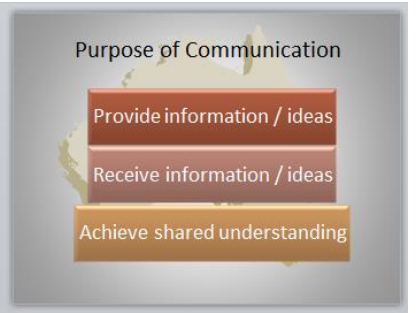 Purpose of Communication
Provide information / ideas
Receive information / ideas
Achieve shared understanding